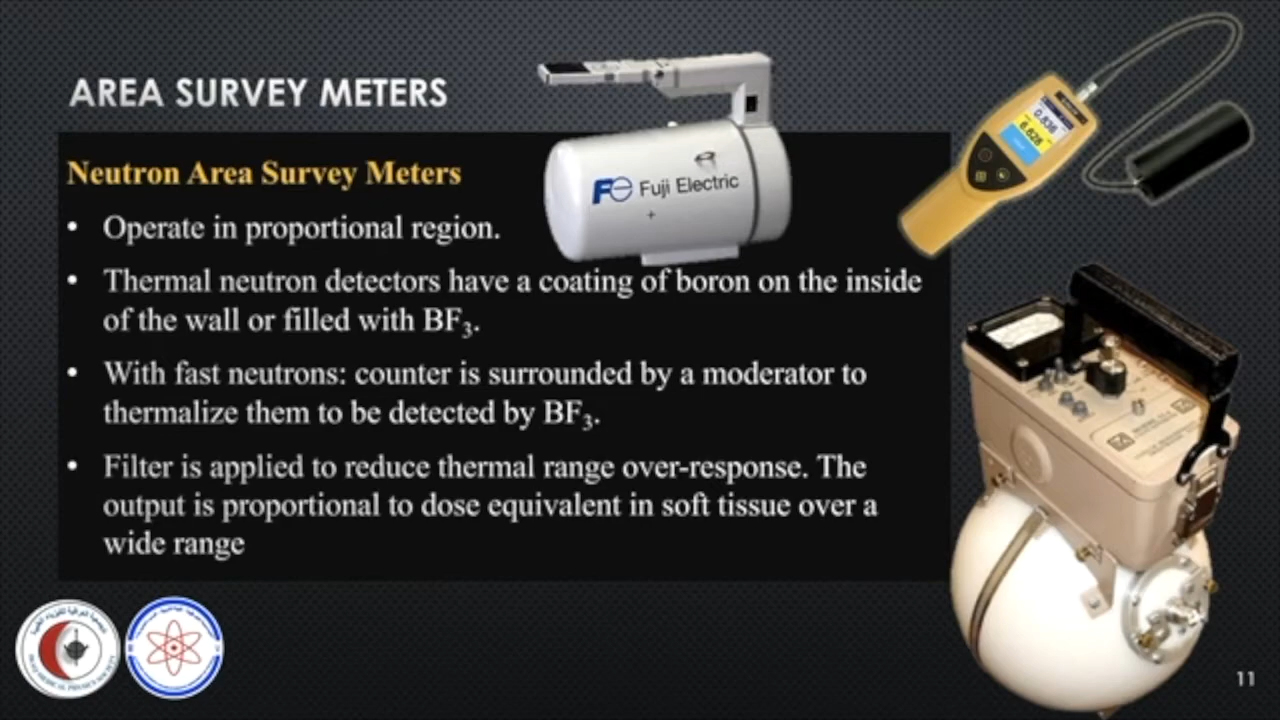 AREA SURVEY METERS
Neutron Area Survey Meters
• Operate in proportional region.
• Thermal neutron detectors have a coating of boron on the inside
of the wall or filled with BF₃.
• With fast neutrons: counter is surrounded by a moderator to
thermalize them to be detected by BF₃.
• Filter is applied to reduce thermal range over-response. The
output is proportional to dose equivalent in soft tissue over a
wide range
Fe Fuji Electric
11